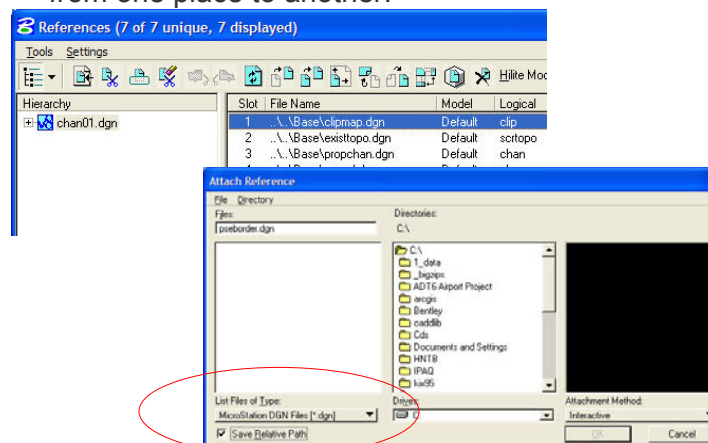 from one place to another.
References (7 of 7 unique, 7 displayed)
Tools Settings
Hilite Mod
Hierarchy
Slot File Name Model Logical
chan01.dgn
1 ..\..\Base\clipmap.dgn Default clip
2 ..\..\Base\existtopo.dgn Default scrtopo
3 ..\..\Base\propchan.dgn Default chan
Attach Reference
File Directory
Files: Directories:
pseborder.dgn C:\
C:\
1_data
_bigzips
ADT6 Airport Project
arcgis
Bentley
caddlib
Cds
Documents and Settings
HNTB
IPAQ
kix95
List Files of Type: Drives: Attachment Method:
MicroStation DGN Files [*.dgn] Interactive
Save Relative Path OK Cancel